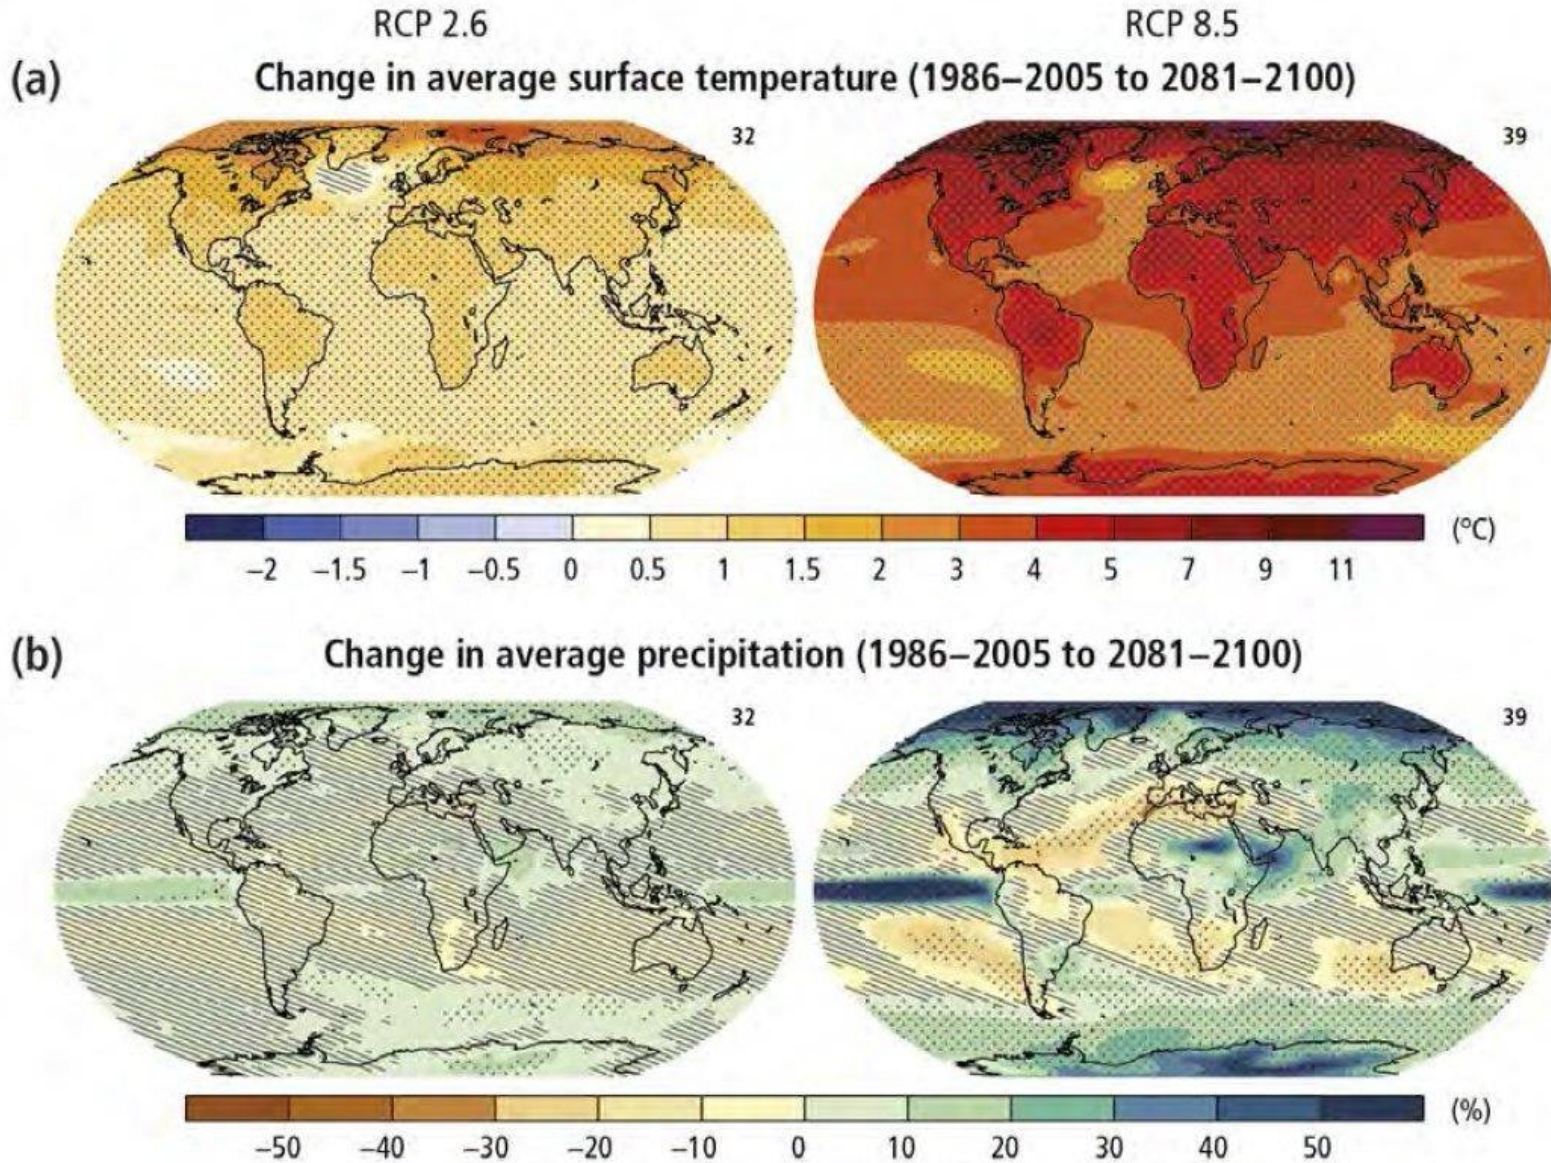 RCP 2.6 RCP 8.5
(a) Change in average surface temperature (1986–2005 to 2081–2100)
32 39
(°C)
−2 −1.5 −1 −0.5 0 0.5 1 1.5 2 3 4 5 7 9 11
(b) Change in average precipitation (1986–2005 to 2081–2100)
32 39
(%)
−50 −40 −30 −20 −10 0 10 20 30 40 50